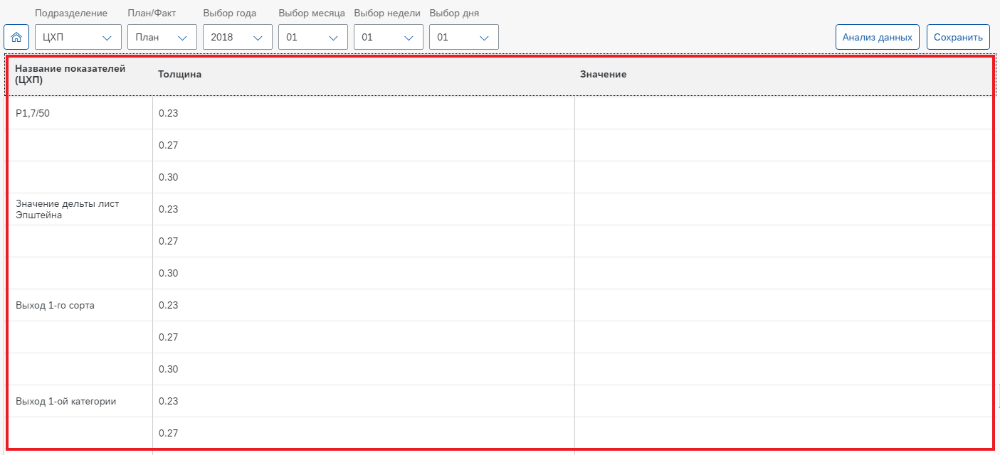 Подразделение План/Факт Выбор года Выбор месяца Выбор недели Выбор дня
ЦХП План 2018 01 01 01 Анализ данных Сохранить
Название показателей (ЦХП) Толщина Значение
P1,7/50 0.23
0.27
0.30
Значение дельты лист Эпштейна 0.23
0.27
0.30
Выход 1-го сорта 0.23
0.27
0.30
Выход 1-ой категории 0.23
0.27